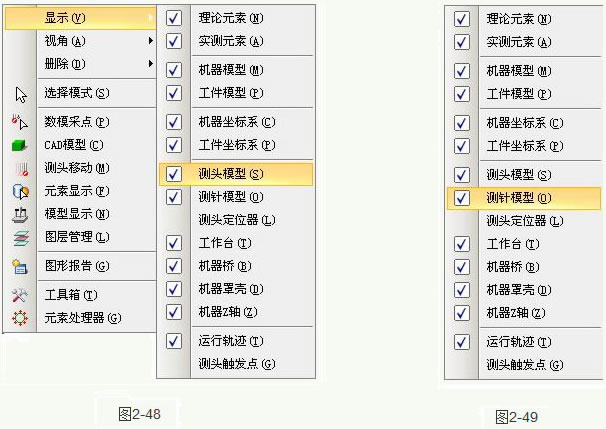 显示(V)
视角(A)
删除(D)
选择模式(S)
数模采点(P)
CAD模型(C)
测头移动(M)
元素显示(F)
模型显示(N)
图层管理(L)
图形报告(G)
工具箱(T)
元素处理器(G)
理论元素(N)
实测元素(A)
机器模型(M)
工件模型(P)
机器坐标系(C)
工件坐标系(P)
测头模型(S)
测针模型(O)
测头定位器(L)
工作台(T)
机器桥(B)
机器罩壳(D)
机器Z轴(Z)
运行轨迹(T)
测头触发点(G)
图2-48
理论元素(N)
实测元素(A)
机器模型(M)
工件模型(P)
机器坐标系(C)
工件坐标系(P)
测头模型(S)
测针模型(O)
测头定位器(L)
工作台(T)
机器桥(B)
机器罩壳(D)
机器Z轴(Z)
运行轨迹(T)
测头触发点(G)
图2-49